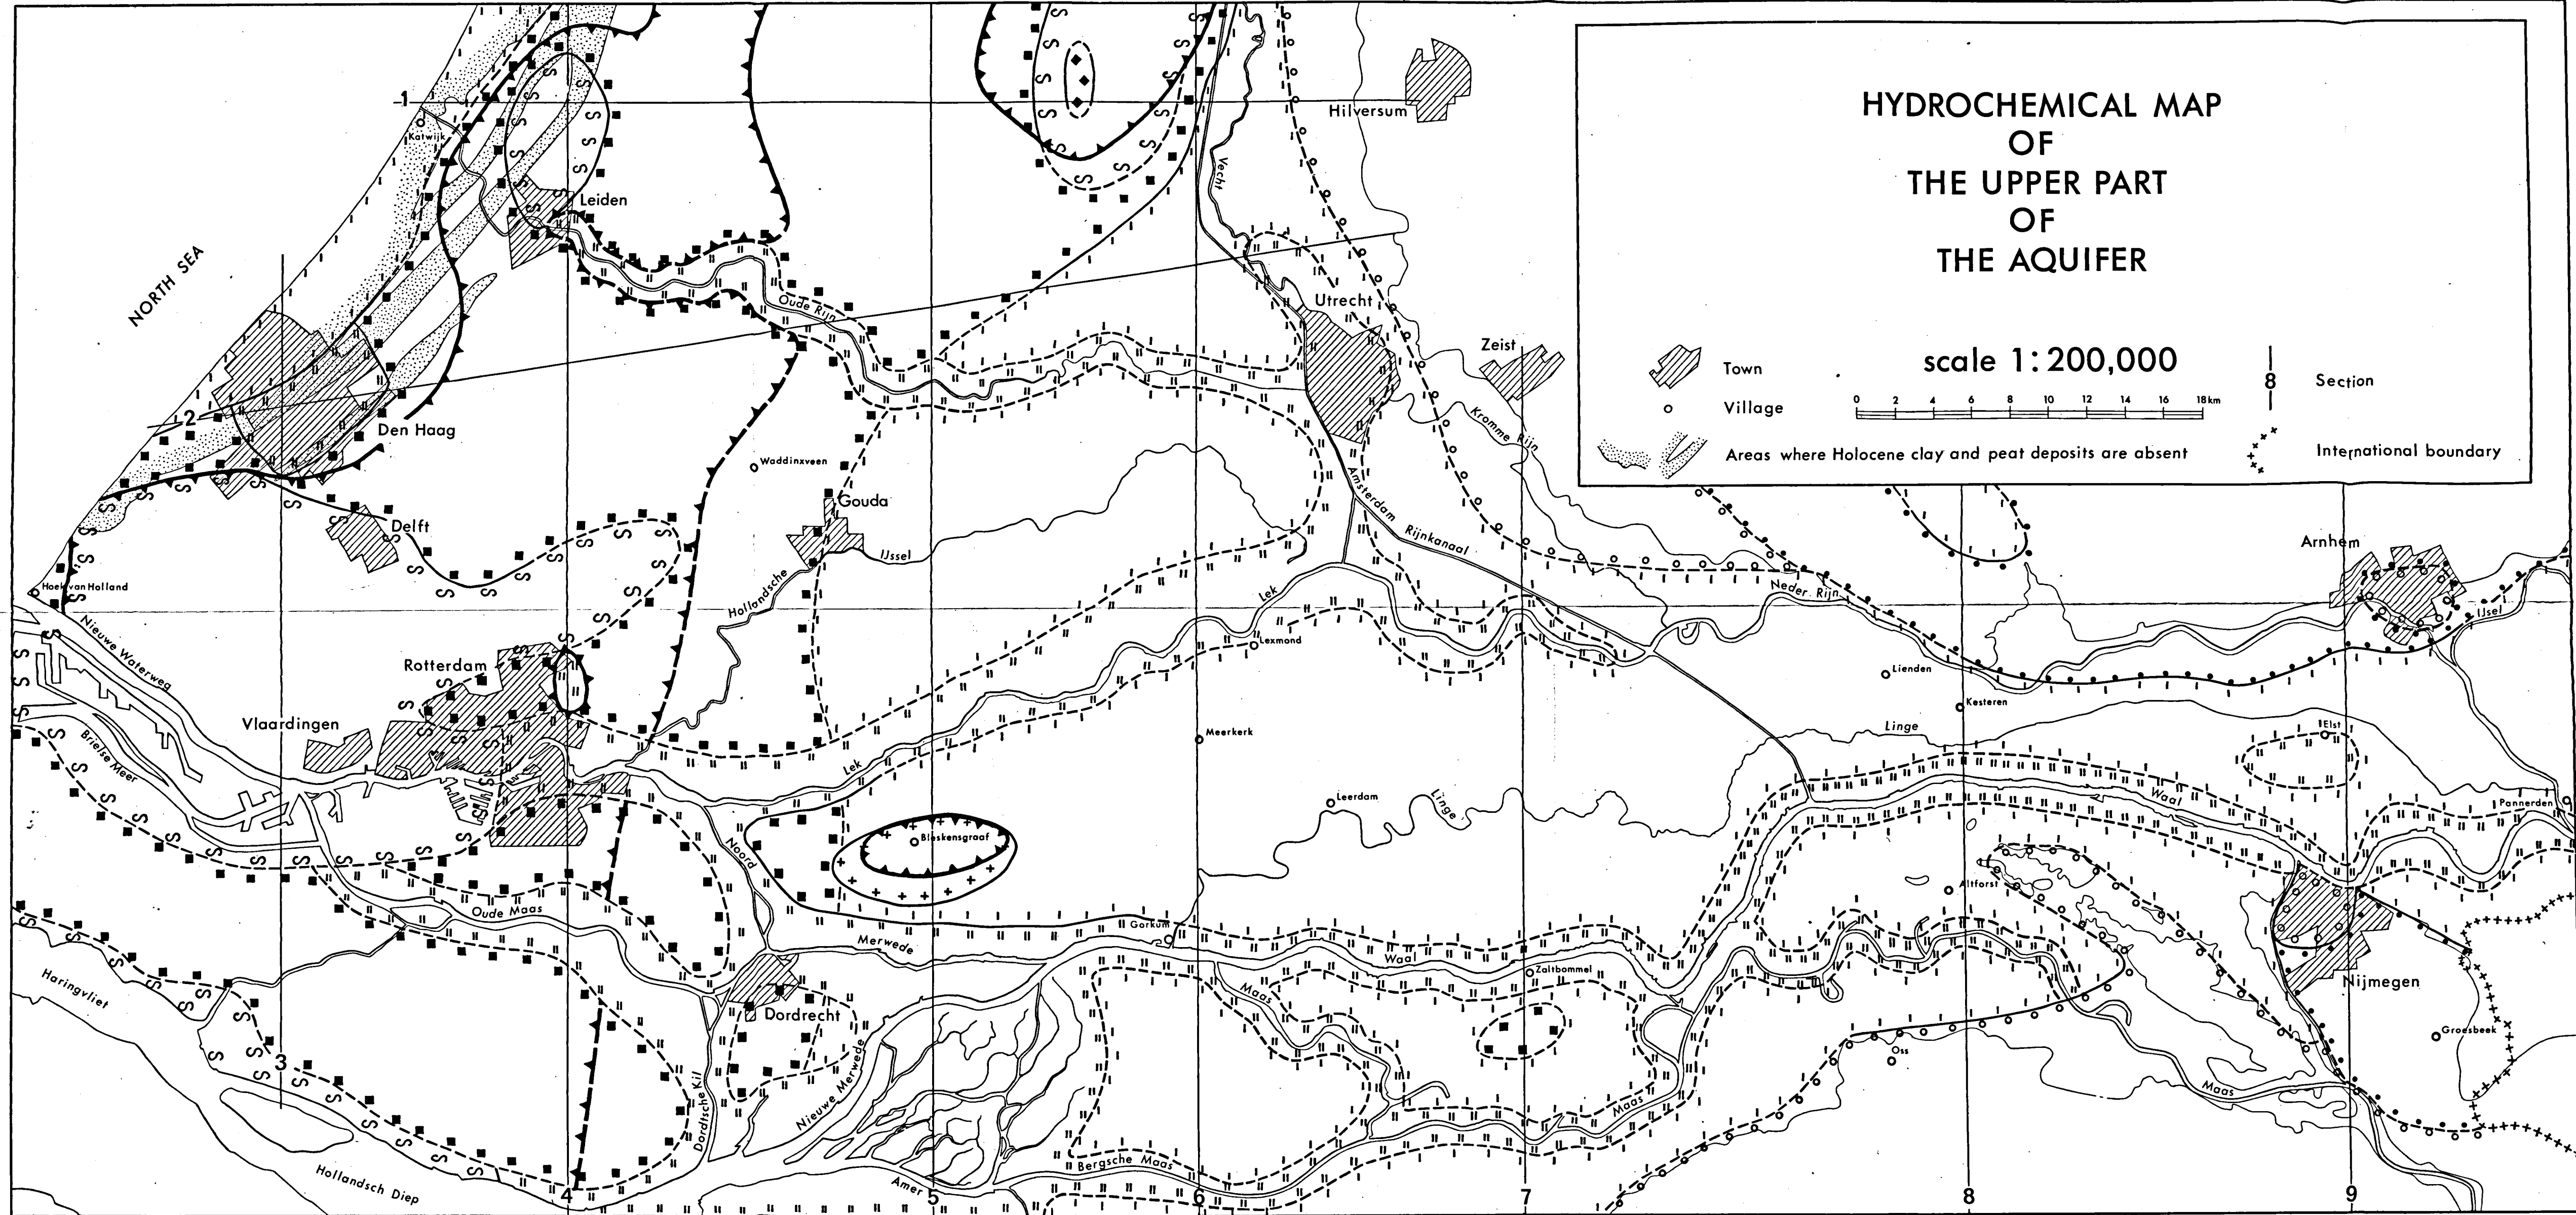 HYDROCHEMICAL MAP
OF
THE UPPER PART
OF
THE AQUIFER
scale 1:200,000
0 2 4 6 8 10 12 14 16 18 km
Town
Village
Areas where Holocene clay and peat deposits are absent
8 Section
International boundary
1
Katwijk
Leiden
Hilversum
Vecht
NORTH SEA
Oude Rijn
Utrecht
Zeist
2
Den Haag
Kromme Rijn
Waddinxveen
Amsterdam Rijnkanaal
Gouda
Delft
IJssel
Arnhem
Hoek van Holland
Hollandsche
Lek
Neder Rijn
IJsel
Nieuwe Waterweg
Lexmond
Rotterdam
Lienden
Kesteren
Vlaardingen
Linge
Elst
Meerkerk
Brielse Meer
Lek
Leerdam
Linge
Waal
Pannerden
Noord
Bleskensgraaf
Altforst
Oude Maas
Gorkum
Merwede
Waal
Zaltbommel
Haringvliet
Maas
Nijmegen
Dordrecht
Groesbeek
3
Oss
Nieuwe Merwede
Dordtsche Kil
Maas
Maas
Bergsche Maas
Hollandsch Diep
Amer
4
5
6
7
8
9